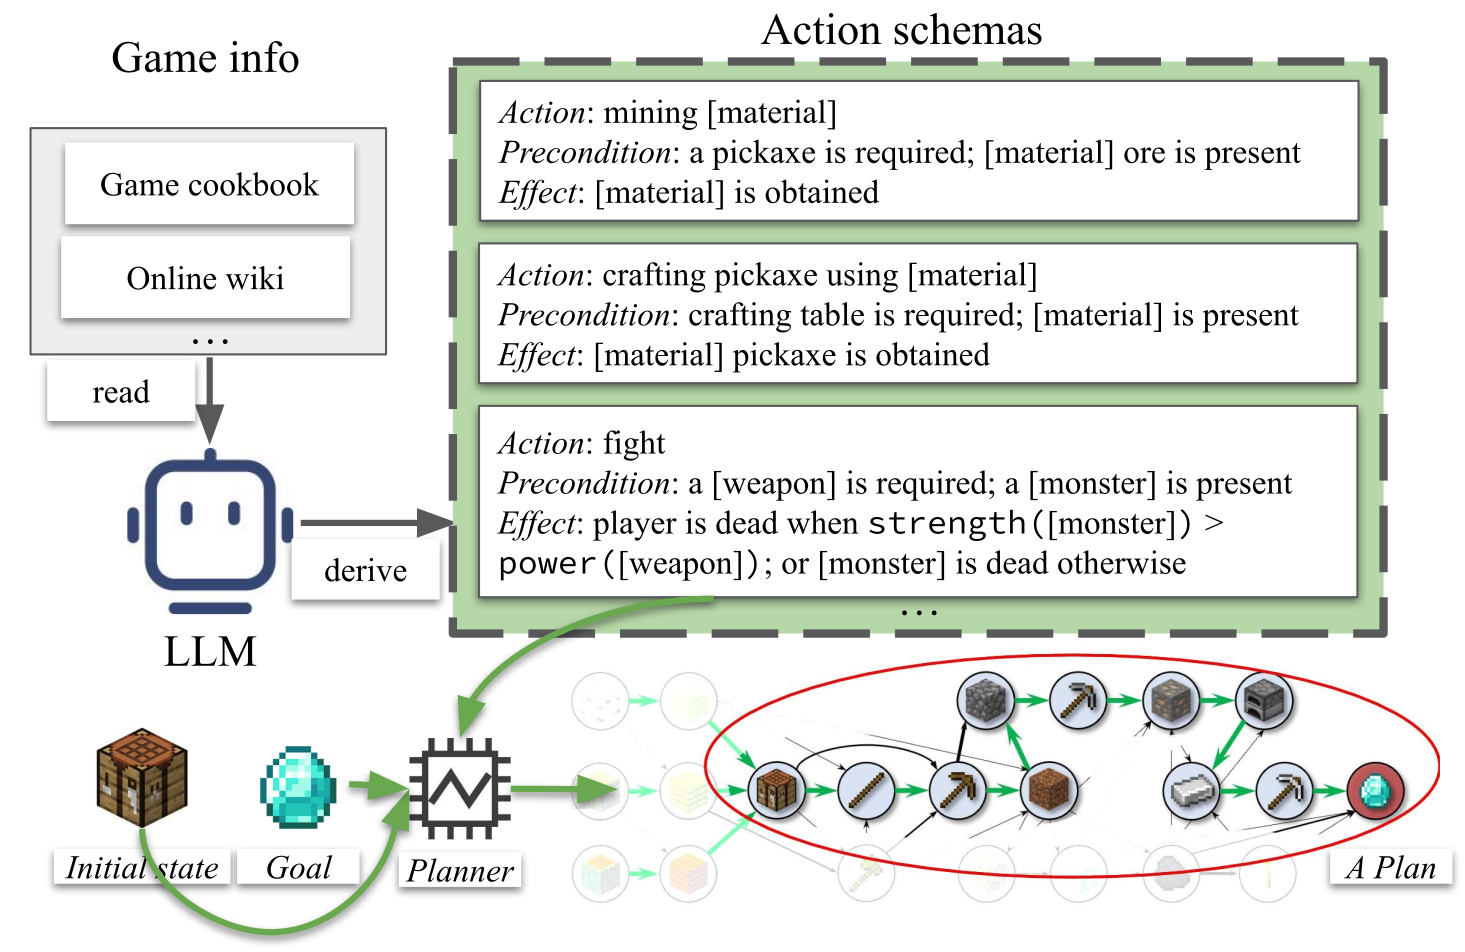 Game info
Game cookbook
Online wiki
...
read
LLM
derive
Action schemas
Action: mining [material]
Precondition: a pickaxe is required; [material] ore is present
Effect: [material] is obtained
Action: crafting pickaxe using [material]
Precondition: crafting table is required; [material] is present
Effect: [material] pickaxe is obtained
Action: fight
Precondition: a [weapon] is required; a [monster] is present
Effect: player is dead when strength([monster]) >
power([weapon]); or [monster] is dead otherwise
...
Initial state
Goal
Planner
A Plan